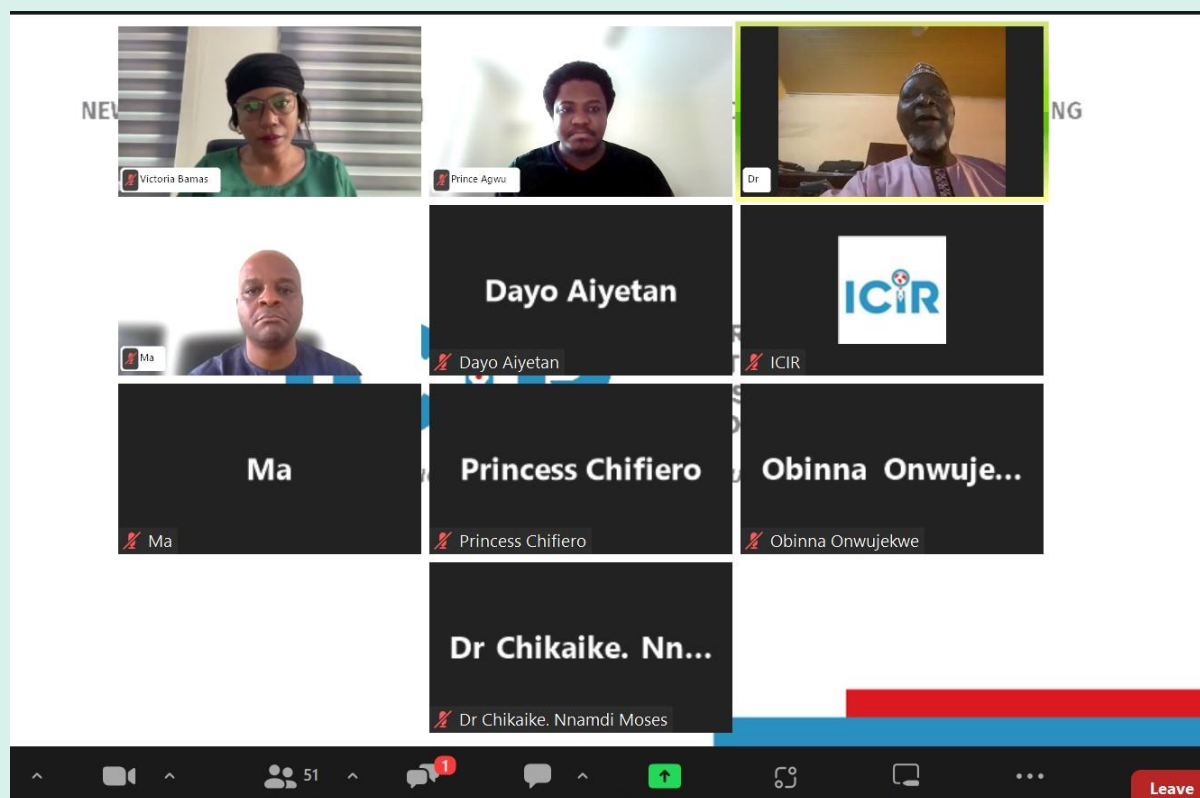 NG
Victoria Bamas
Prince Agwu
Dr
Ma
Dayo Aiyetan
Dayo Aiyetan
ICIR
ICIR
Ma
Ma
Princess Chifiero
Princess Chifiero
Obinna Onwuje...
Obinna Onwujekwe
Dr Chikaike. Nn...
Dr Chikaike. Nnamdi Moses
51
1
Leave